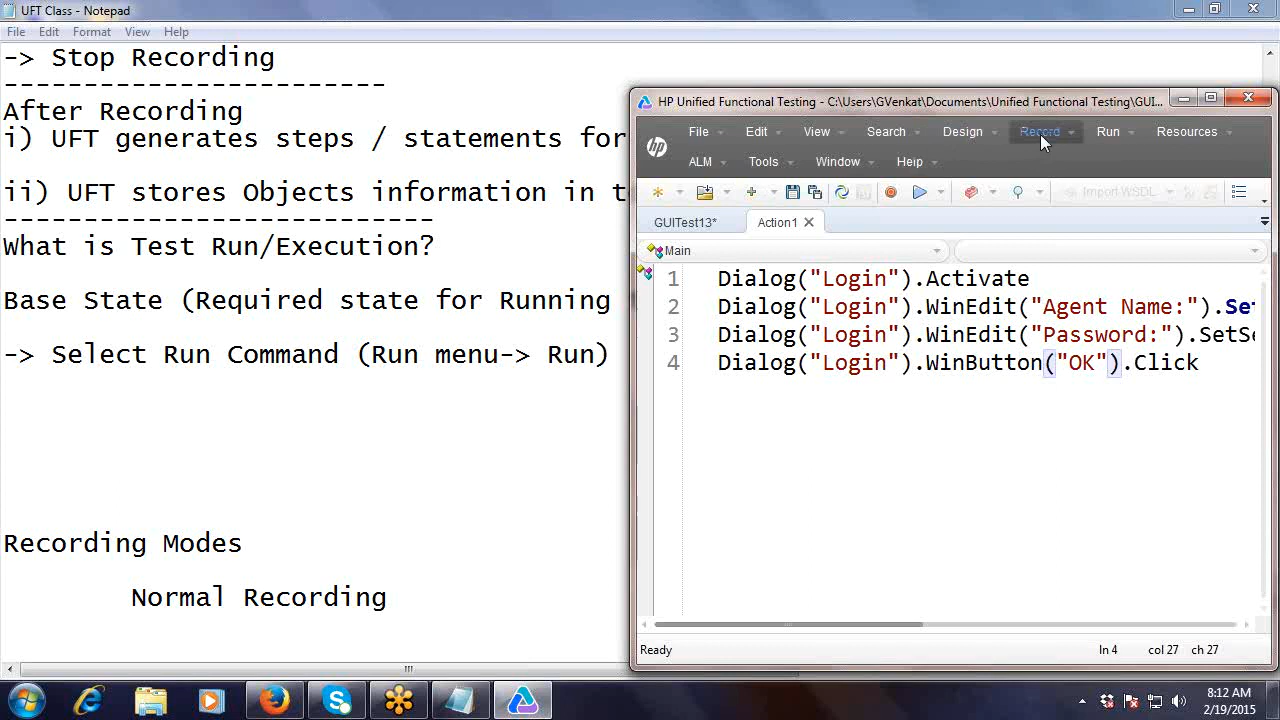 UFT Class - Notepad
File Edit Format View Help
-> Stop Recording
------------------------
After Recording
i) UFT generates steps / statements for
ii) UFT stores Objects information in t
---------------------------
What is Test Run/Execution?
Base State (Required state for Running
-> Select Run Command (Run menu-> Run)
Recording Modes
Normal Recording
HP Unified Functional Testing - C:\Users\GVenkat\Documents\Unified Functional Testing\GUI...
hp
File Edit View Search Design Record Run Resources
ALM Tools Window Help
Import WSDL
GUITest13* Action1
Main
1 Dialog("Login").Activate
2 Dialog("Login").WinEdit("Agent Name:").Se
3 Dialog("Login").WinEdit("Password:").SetSe
4 Dialog("Login").WinButton("OK").Click
Ready ln 4 col 27 ch 27
8:12 AM
2/19/2015